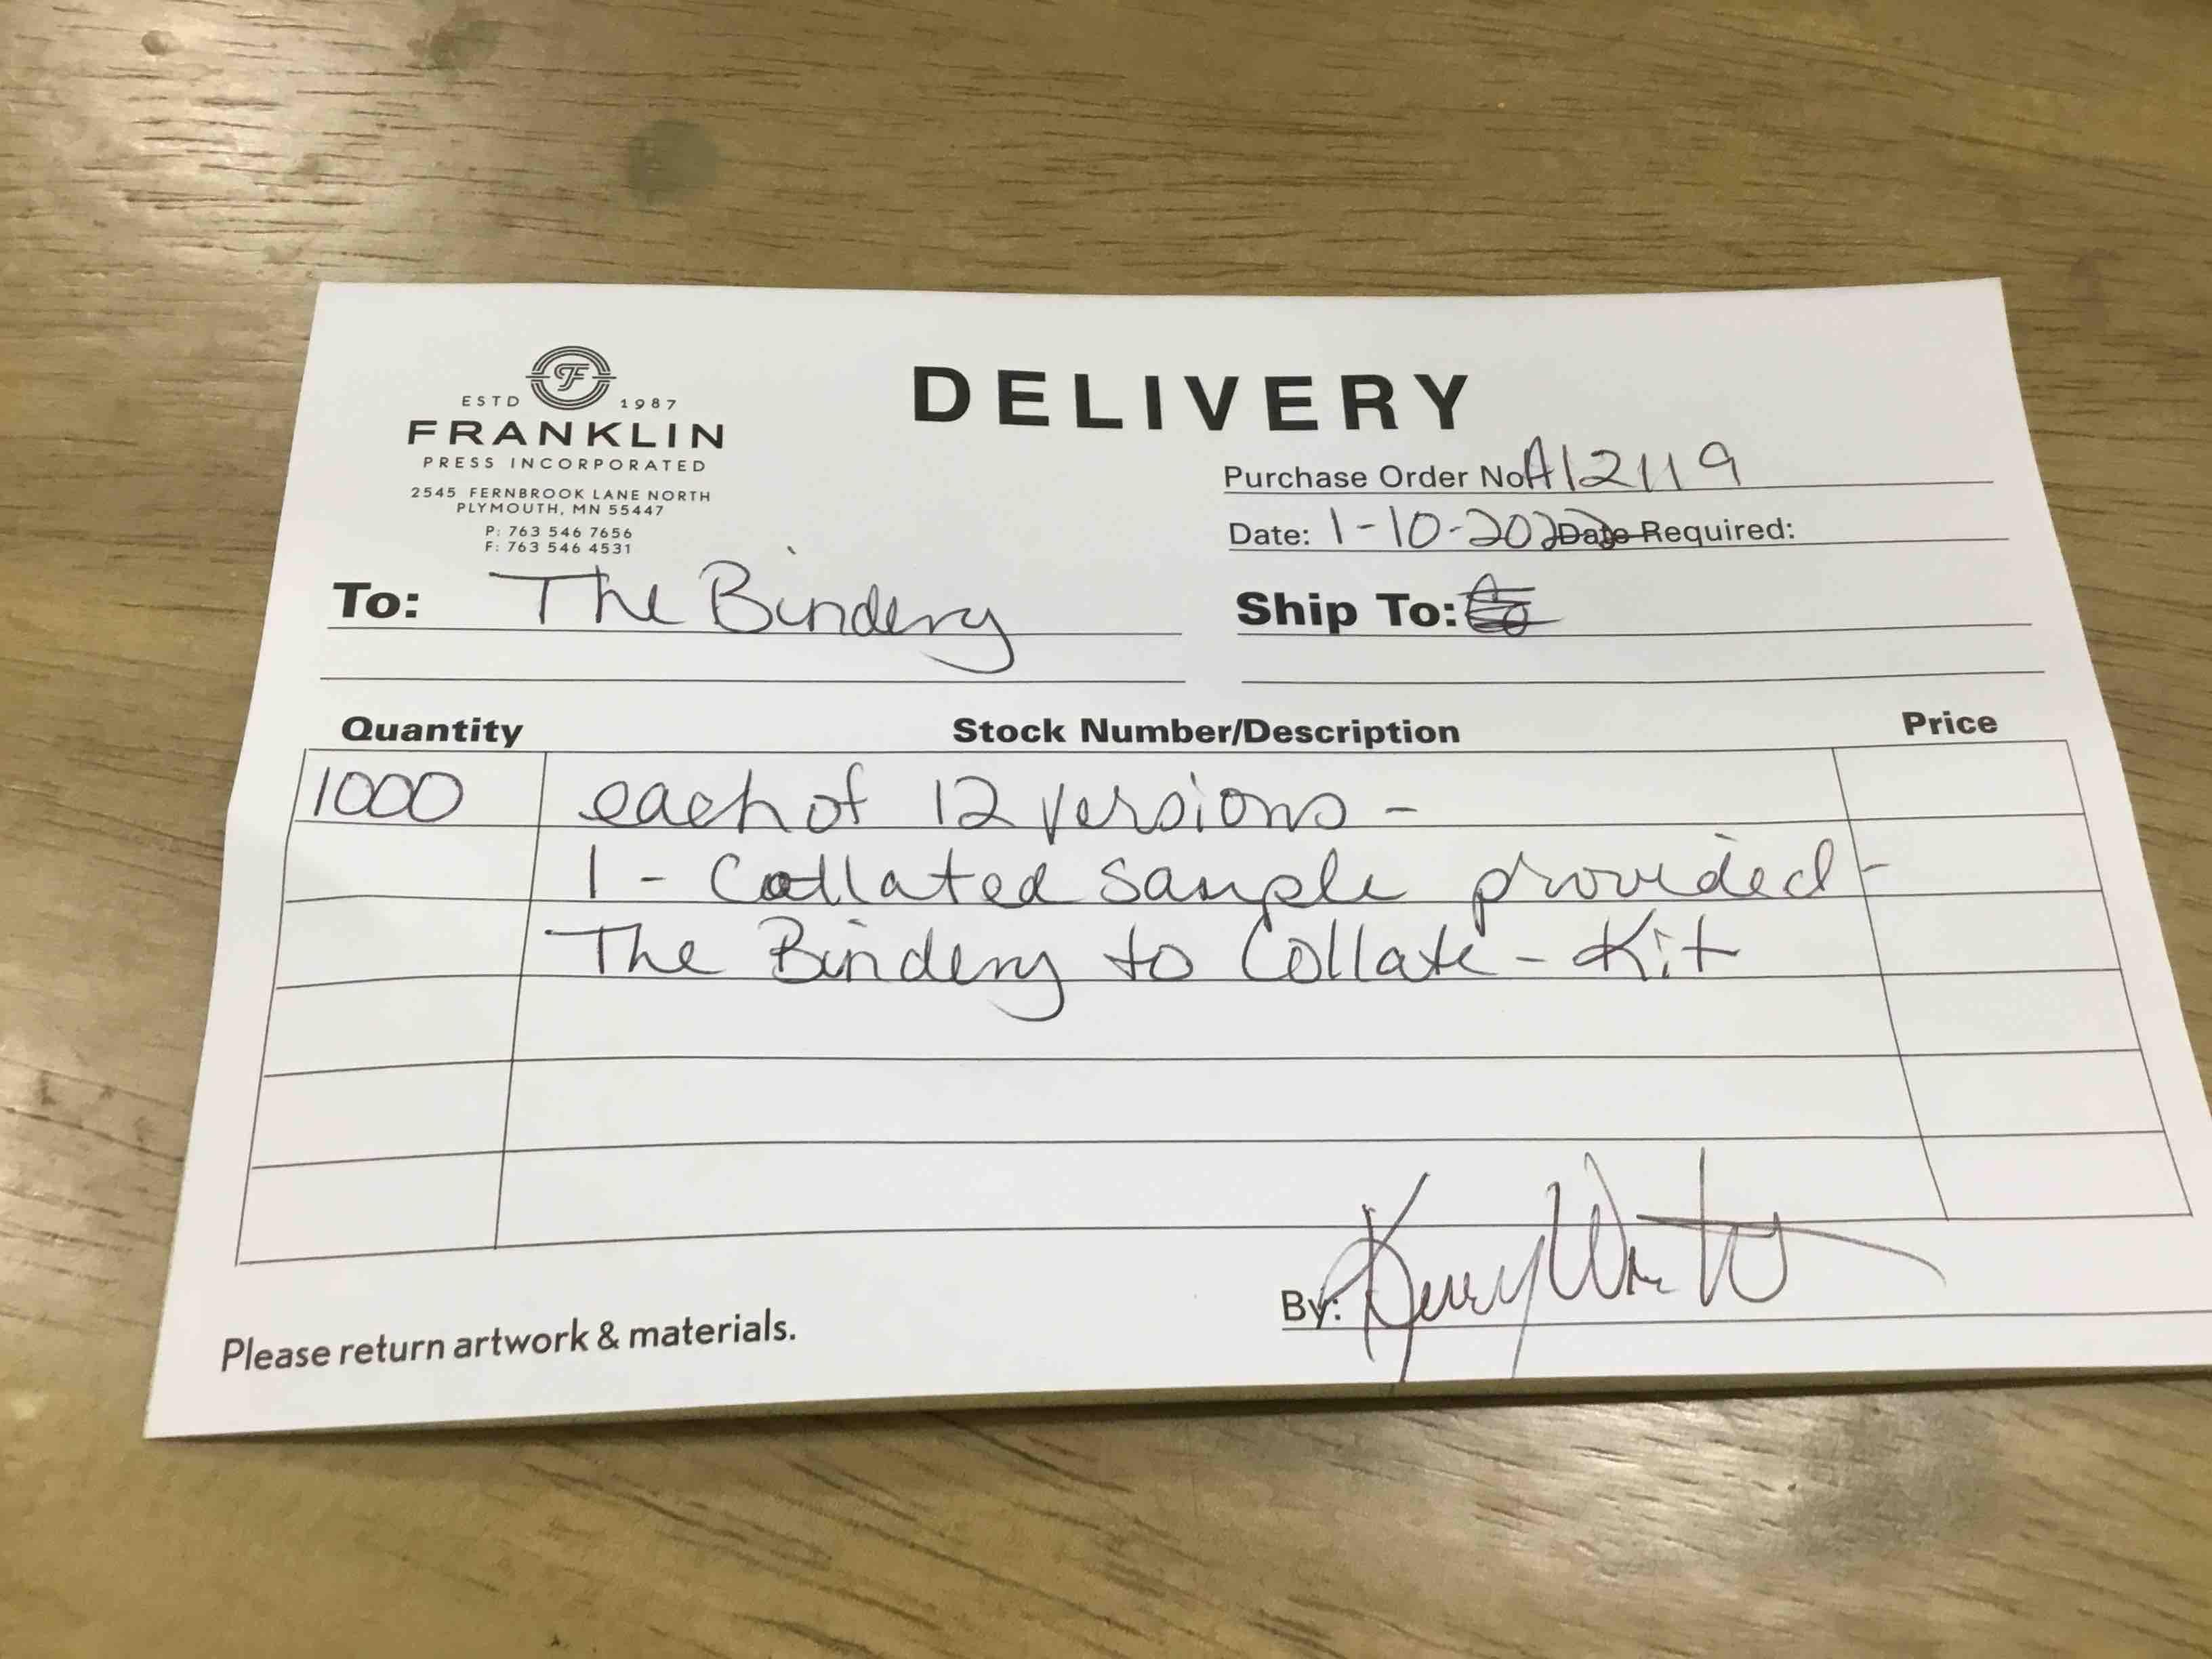 ESTD 1987
FRANKLIN
PRESS INCORPORATED
2545 FERNBROOK LANE NORTH
PLYMOUTH, MN 55447
P: 763 546 7656
F: 763 546 4531
DELIVERY
Purchase Order No. A12119
Date: 1-10-2022 Date Required:
To: The Bindery
Ship To:
Quantity Stock Number/Description Price
1000 each of 12 versions -
1 - Collated sample provided -
The Bindery to Collate - Kit
Please return artwork & materials.
By: